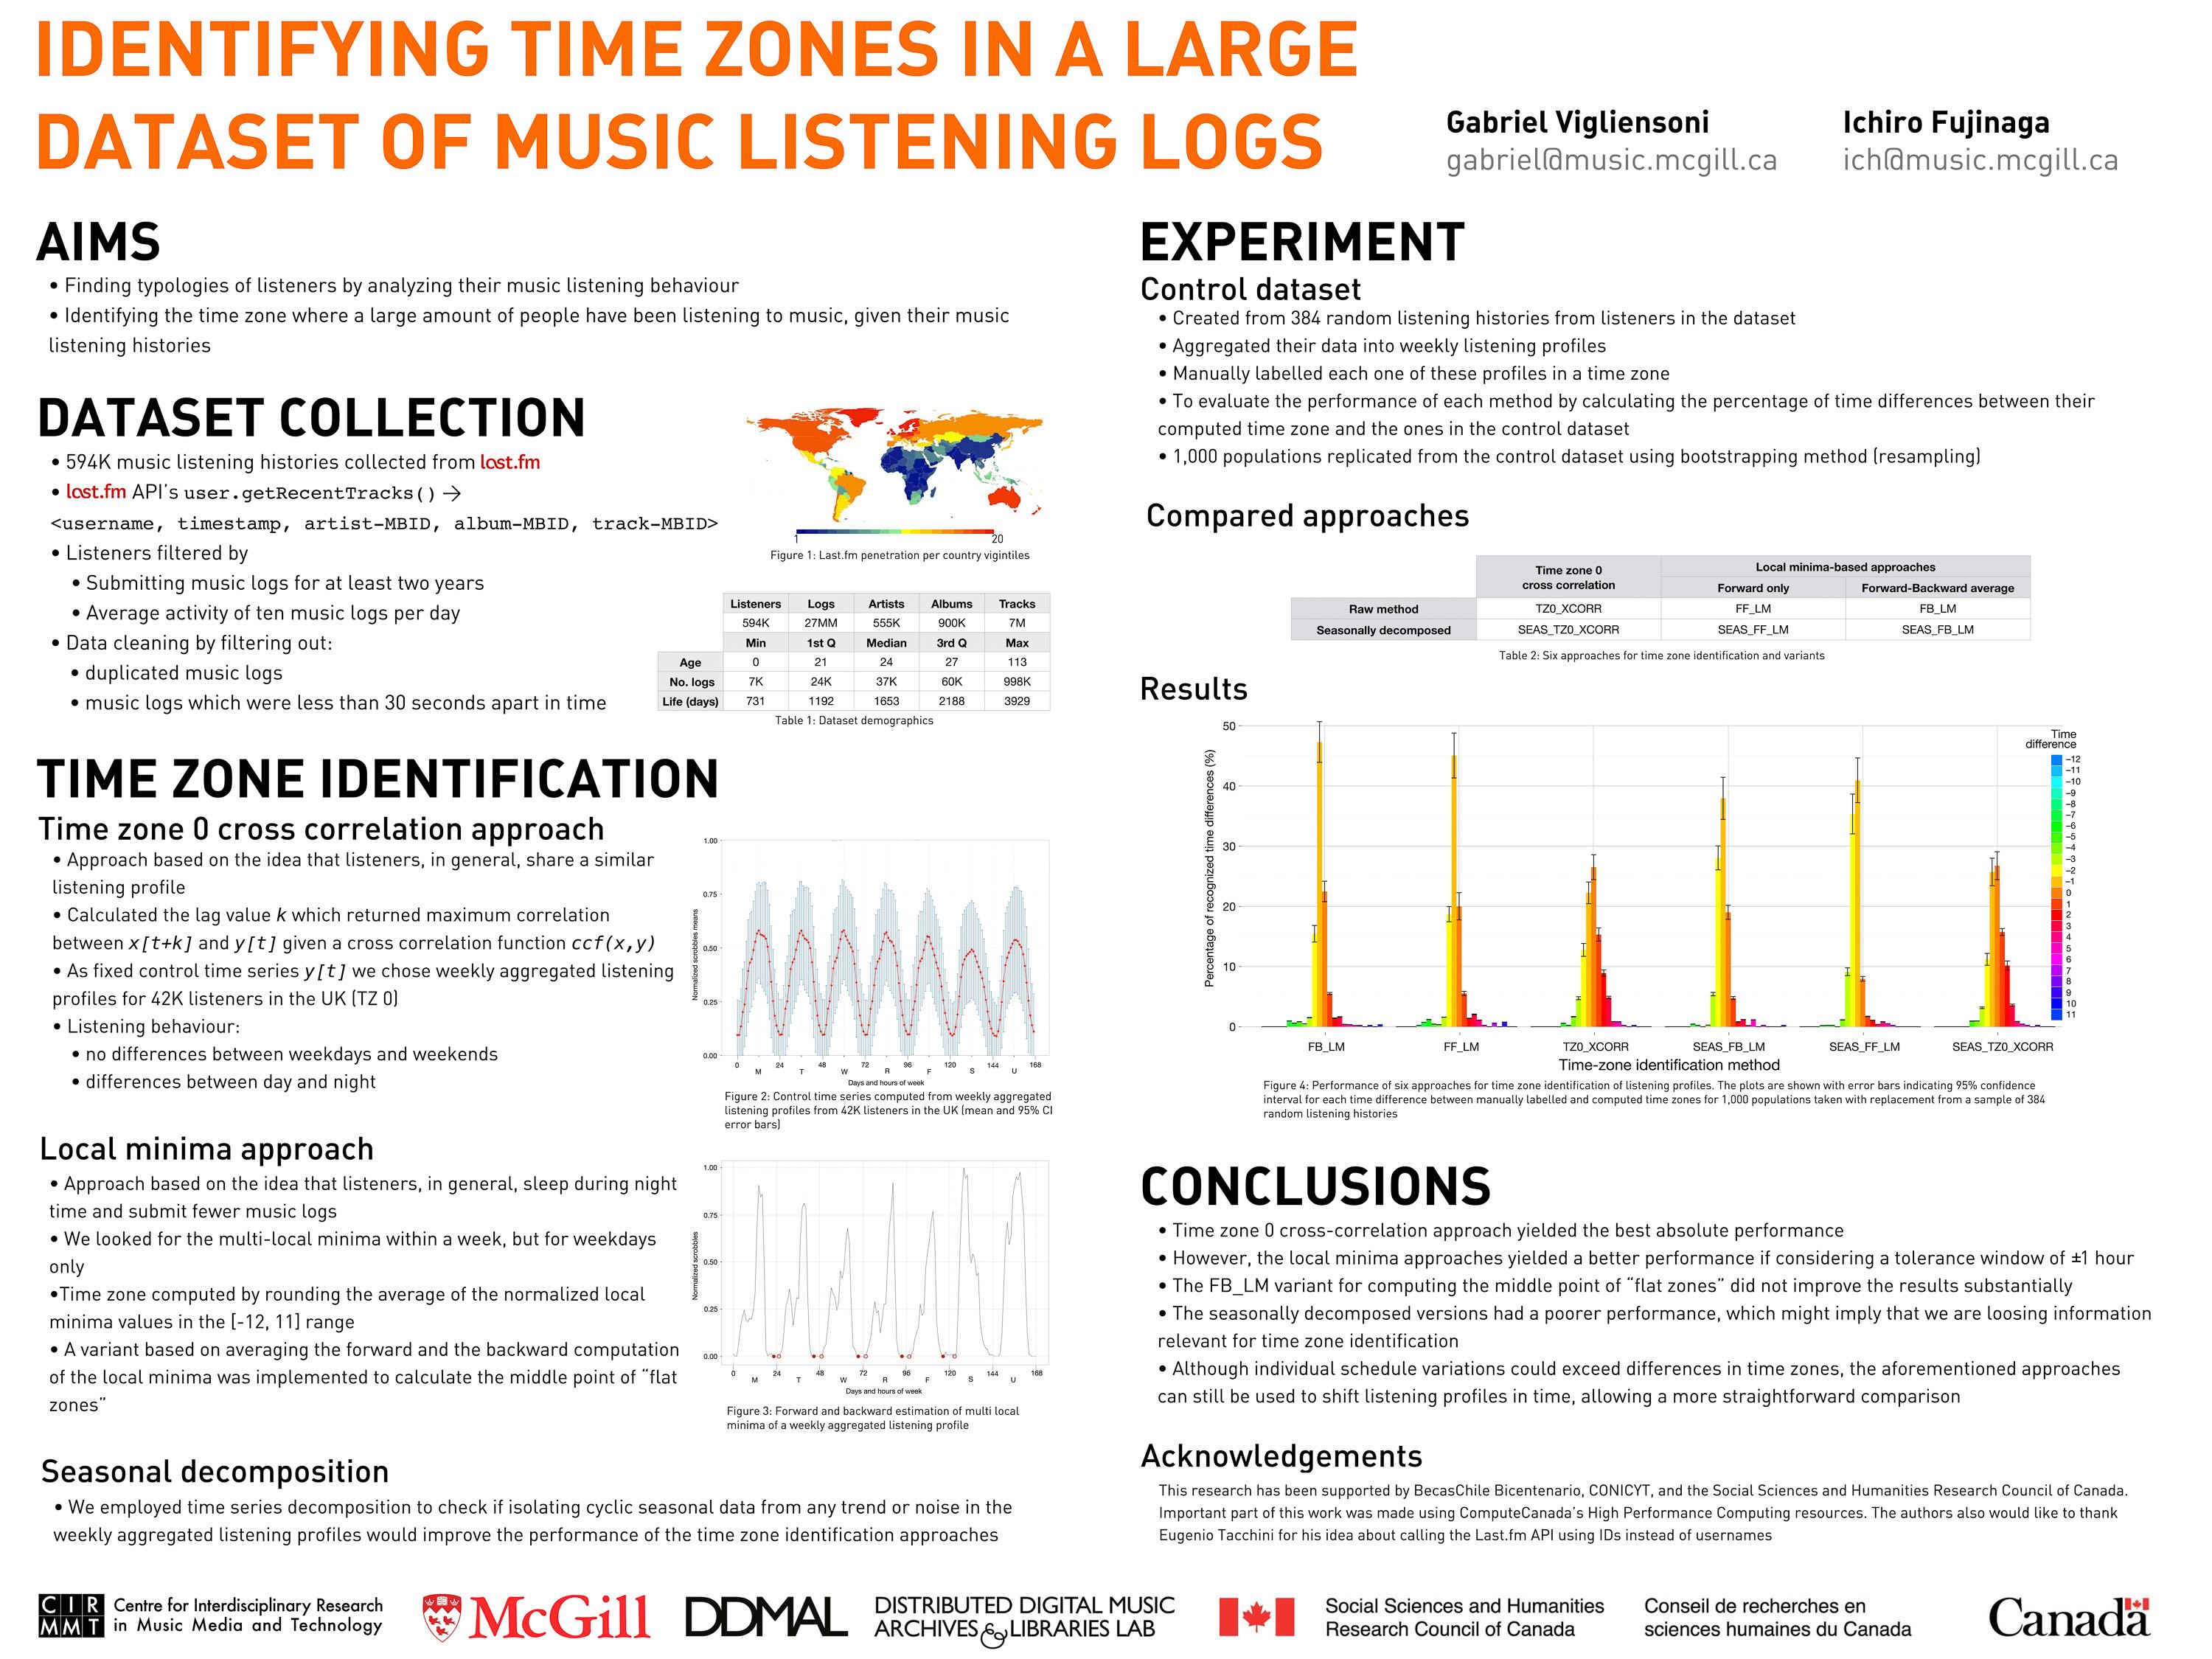 IDENTIFYING TIME ZONES IN A LARGE
DATASET OF MUSIC LISTENING LOGS
Gabriel Vigliensoni
gabriel@music.mcgill.ca
Ichiro Fujinaga
ich@music.mcgill.ca
AIMS
• Finding typologies of listeners by analyzing their music listening behaviour
• Identifying the time zone where a large amount of people have been listening to music, given their music
listening histories
DATASET COLLECTION
• 594K music listening histories collected from last.fm
• last.fm API's user.getRecentTracks() →
<username, timestamp, artist-MBID, album-MBID, track-MBID>
• Listeners filtered by
• Submitting music logs for at least two years
• Average activity of ten music logs per day
• Data cleaning by filtering out:
• duplicated music logs
• music logs which were less than 30 seconds apart in time
1 20
Figure 1: Last.fm penetration per country vigintiles
Listeners Logs Artists Albums Tracks
594K 27MM 555K 900K 7M
Min 1st Q Median 3rd Q Max
Age 0 21 24 27 113
No. logs 7K 24K 37K 60K 998K
Life (days) 731 1192 1653 2188 3929
Table 1: Dataset demographics
TIME ZONE IDENTIFICATION
Time zone 0 cross correlation approach
• Approach based on the idea that listeners, in general, share a similar
listening profile
• Calculated the lag value k which returned maximum correlation
between x[t+k] and y[t] given a cross correlation function ccf(x,y)
• As fixed control time series y[t] we chose weekly aggregated listening
profiles for 42K listeners in the UK (TZ 0)
• Listening behaviour:
• no differences between weekdays and weekends
• differences between day and night
Normalized scrobbles means
1.00
0.75
0.50
0.25
0.00
0 24 48 72 96 120 144 168
M T W R F S U
Days and hours of week
Figure 2: Control time series computed from weekly aggregated
listening profiles from 42K listeners in the UK (mean and 95% CI
error bars)
Local minima approach
• Approach based on the idea that listeners, in general, sleep during night
time and submit fewer music logs
• We looked for the multi-local minima within a week, but for weekdays
only
•Time zone computed by rounding the average of the normalized local
minima values in the [-12, 11] range
• A variant based on averaging the forward and the backward computation
of the local minima was implemented to calculate the middle point of "flat
zones"
Normalized scrobbles
1.00
0.75
0.50
0.25
0.00
0 24 48 72 96 120 144 168
M T W R F S U
Days and hours of week
Figure 3: Forward and backward estimation of multi local
minima of a weekly aggregated listening profile
Seasonal decomposition
• We employed time series decomposition to check if isolating cyclic seasonal data from any trend or noise in the
weekly aggregated listening profiles would improve the performance of the time zone identification approaches
EXPERIMENT
Control dataset
• Created from 384 random listening histories from listeners in the dataset
• Aggregated their data into weekly listening profiles
• Manually labelled each one of these profiles in a time zone
• To evaluate the performance of each method by calculating the percentage of time differences between their
computed time zone and the ones in the control dataset
• 1,000 populations replicated from the control dataset using bootstrapping method (resampling)
Compared approaches
Time zone 0
cross correlation
Local minima-based approaches
Forward only Forward-Backward average
Raw method TZ0_XCORR FF_LM FB_LM
Seasonally decomposed SEAS_TZ0_XCORR SEAS_FF_LM SEAS_FB_LM
Table 2: Six approaches for time zone identification and variants
Results
Percentage of recognized time differences (%)
50
40
30
20
10
0
FB_LM FF_LM TZ0_XCORR SEAS_FB_LM SEAS_FF_LM SEAS_TZ0_XCORR
Time-zone identification method
Time
difference
–12
–11
–10
–9
–8
–7
–6
–5
–4
–3
–2
–1
0
1
2
3
4
5
6
7
8
9
10
11
Figure 4: Performance of six approaches for time zone identification of listening profiles. The plots are shown with error bars indicating 95% confidence
interval for each time difference between manually labelled and computed time zones for 1,000 populations taken with replacement from a sample of 384
random listening histories
CONCLUSIONS
• Time zone 0 cross-correlation approach yielded the best absolute performance
• However, the local minima approaches yielded a better performance if considering a tolerance window of ±1 hour
• The FB_LM variant for computing the middle point of "flat zones" did not improve the results substantially
• The seasonally decomposed versions had a poorer performance, which might imply that we are loosing information
relevant for time zone identification
• Although individual schedule variations could exceed differences in time zones, the aforementioned approaches
can still be used to shift listening profiles in time, allowing a more straightforward comparison
Acknowledgements
This research has been supported by BecasChile Bicentenario, CONICYT, and the Social Sciences and Humanities Research Council of Canada.
Important part of this work was made using ComputeCanada's High Performance Computing resources. The authors also would like to thank
Eugenio Tacchini for his idea about calling the Last.fm API using IDs instead of usernames
CIRMMT
Centre for Interdisciplinary Research
in Music Media and Technology
McGill
DDMAL
DISTRIBUTED DIGITAL MUSIC
ARCHIVES & LIBRARIES LAB
Social Sciences and Humanities
Research Council of Canada
Conseil de recherches en
sciences humaines du Canada
Canada